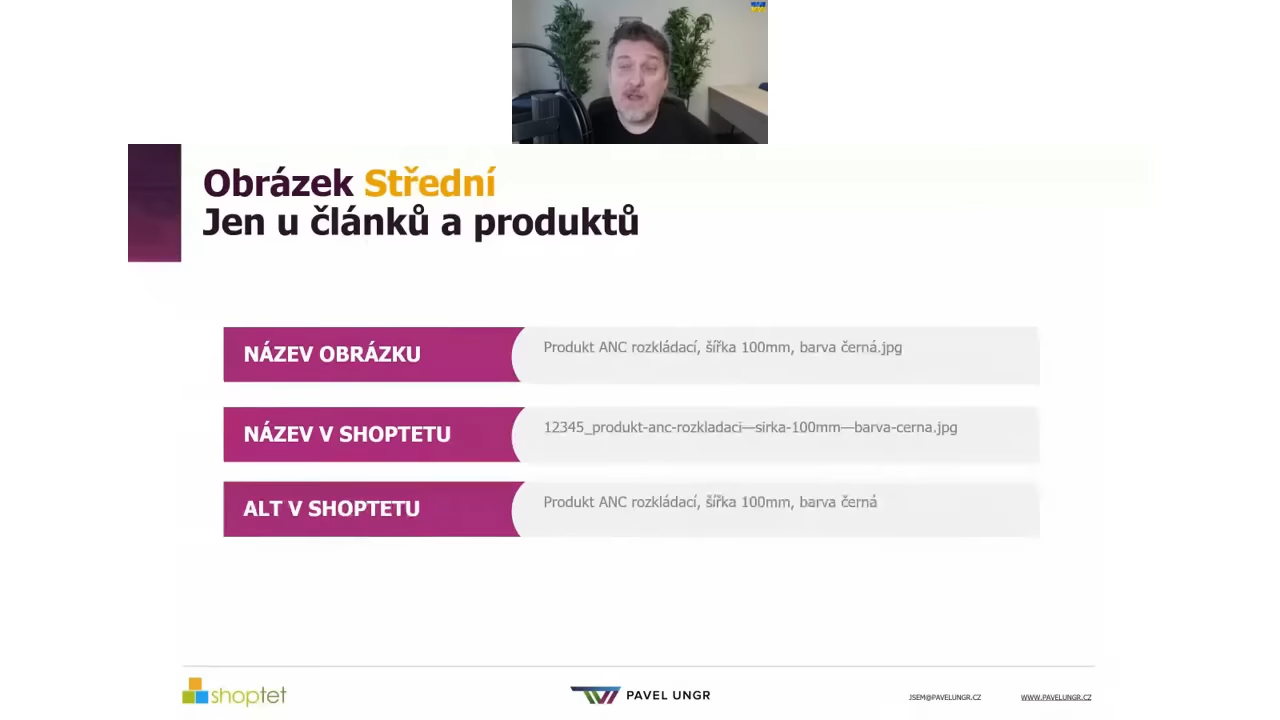 Obrázek Střední
Jen u článků a produktů
NÁZEV OBRÁZKU
Produkt ANC rozkládací, šířka 100mm, barva černá.jpg
NÁZEV V SHOPTETU
12345_produkt-anc-rozkladaci—sirka-100mm—barva-cerna.jpg
ALT V SHOPTETU
Produkt ANC rozkládací, šířka 100mm, barva černá
shoptet
PAVEL UNGR
JSEM@PAVELUNGR.CZ
WWW.PAVELUNGR.CZ